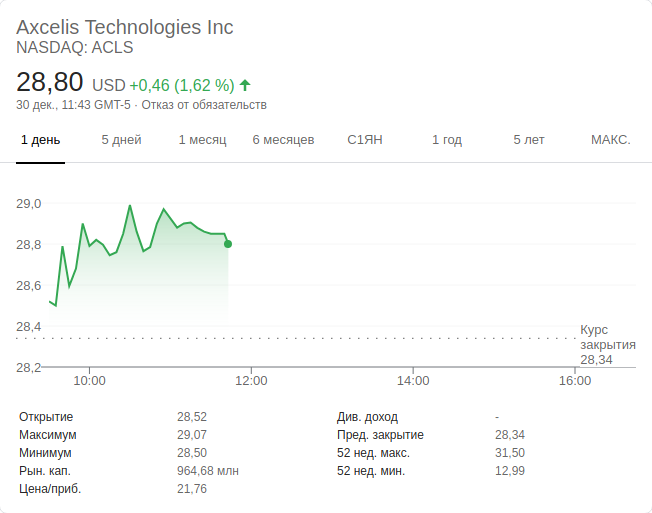 Axcelis Technologies Inc
NASDAQ: ACLS
28,80 USD +0,46 (1,62 %)
30 дек., 11:43 GMT-5 · Отказ от обязательств
1 день 5 дней 1 месяц 6 месяцев С1ЯН 1 год 5 лет МАКС.
29,0
28,8
28,6
28,4
28,2
Курс
закрытия
28,34
10:00 12:00 14:00 16:00
Открытие 28,52 Див. доход -
Максимум 29,07 Пред. закрытие 28,34
Минимум 28,50 52 нед. макс. 31,50
Рын. кап. 964,68 млн 52 нед. мин. 12,99
Цена/приб. 21,76